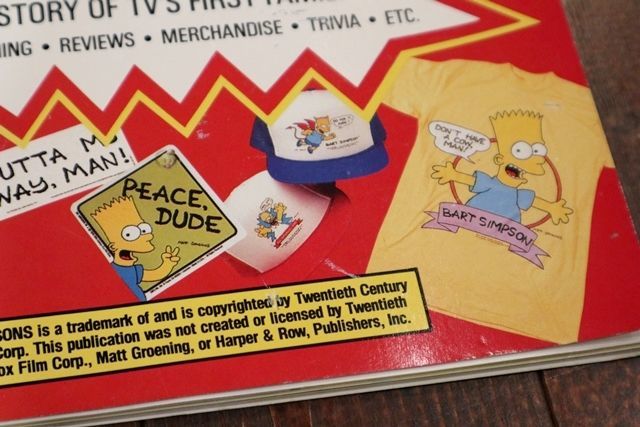 STORY OF TV'S FIRST FAMI
ING • REVIEWS • MERCHANDISE • TRIVIA • ETC.
UTTA M
WAY, MAN!
PEACE,
DUDE
BART SIMPSON
DON'T HAVE
A COW,
MAN!
BART SIMPSON
SONS is a trademark of and is copyrighted by Twentieth Century
Corp. This publication was not created or licensed by Twentieth
ox Film Corp., Matt Groening, or Harper & Row, Publishers, Inc.